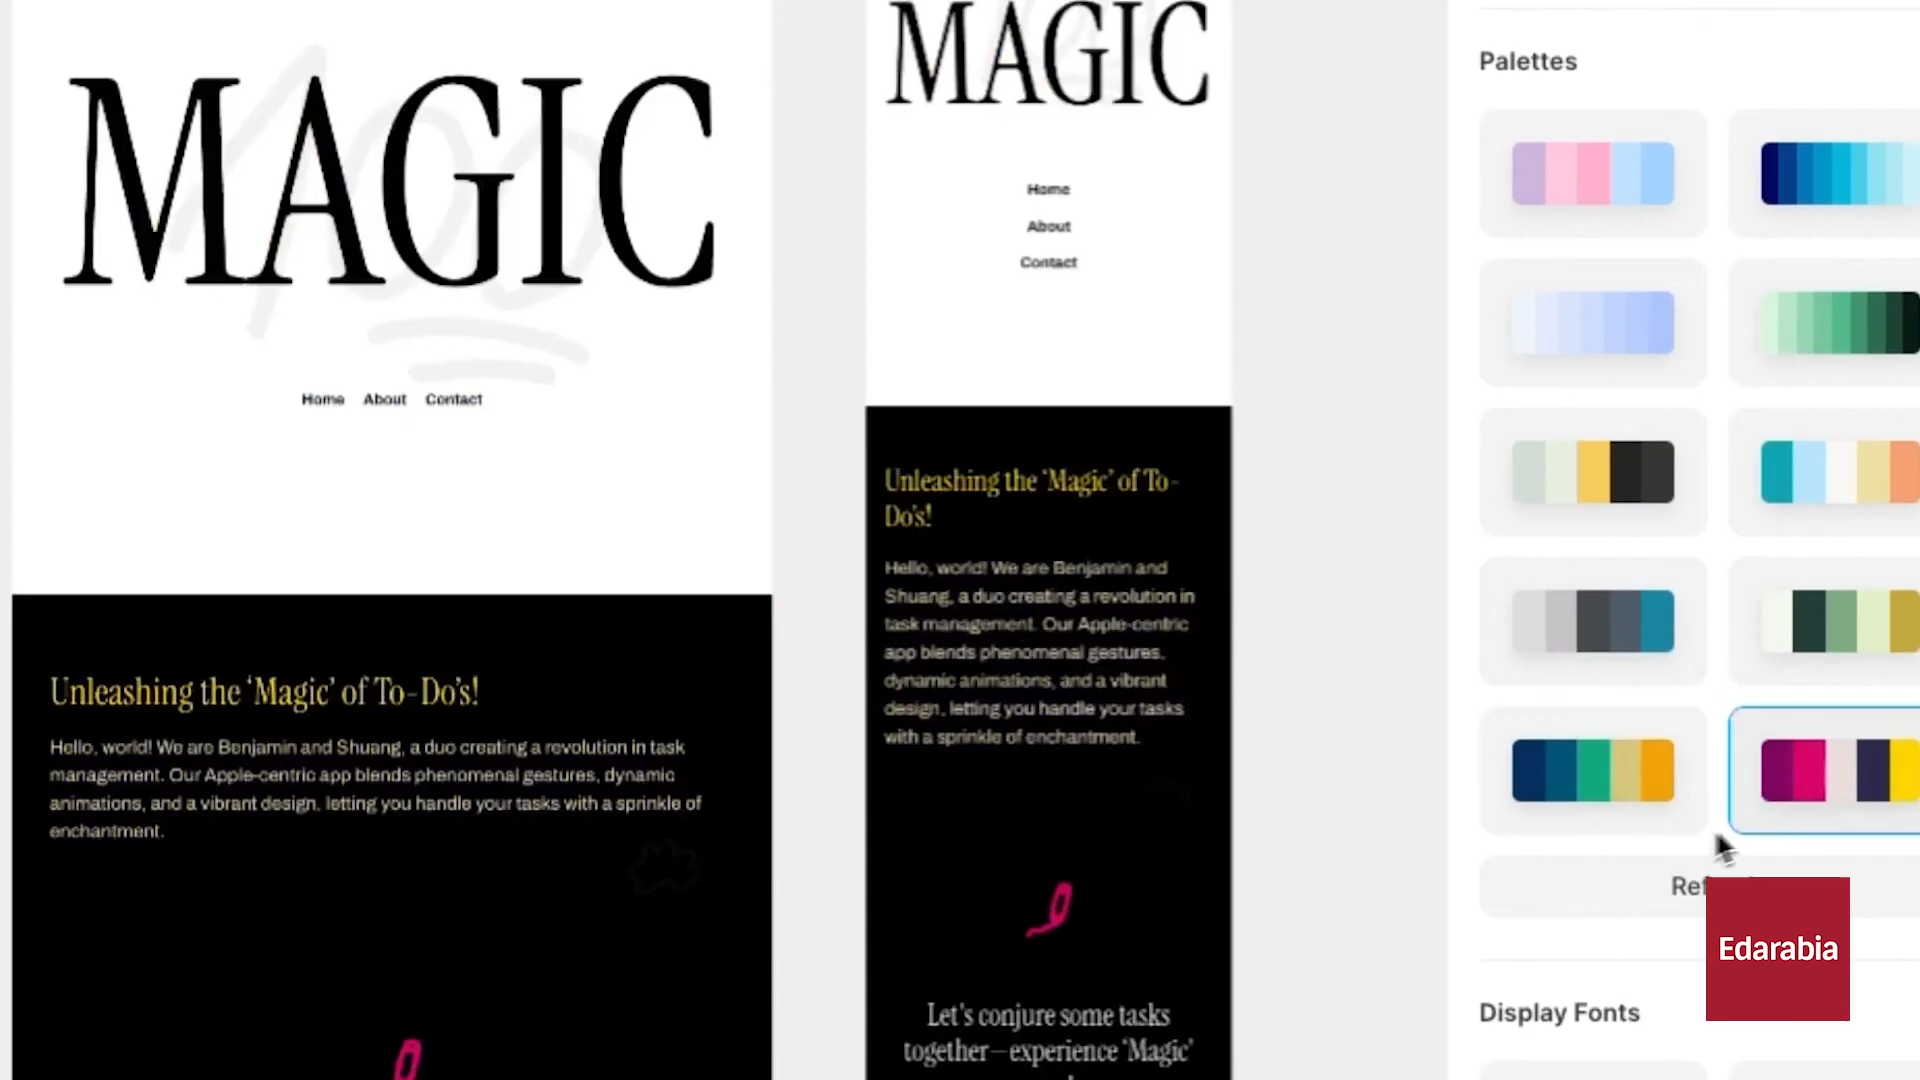 MAGIC
Home About Contact
Unleashing the ‘Magic’ of To-Do's!
Hello, world! We are Benjamin and Shuang, a duo creating a revolution in task
management. Our Apple-centric app blends phenomenal gestures, dynamic
animations, and a vibrant design, letting you handle your tasks with a sprinkle of
enchantment.
MAGIC
Home
About
Contact
Unleashing the ‘Magic’ of To-
Do's!
Hello, world! We are Benjamin and
Shuang, a duo creating a revolution in
task management. Our Apple-centric
app blends phenomenal gestures,
dynamic animations, and a vibrant
design, letting you handle your tasks
with a sprinkle of enchantment.
Let's conjure some tasks
together—experience ‘Magic’
Palettes
Display Fonts
Edarabia